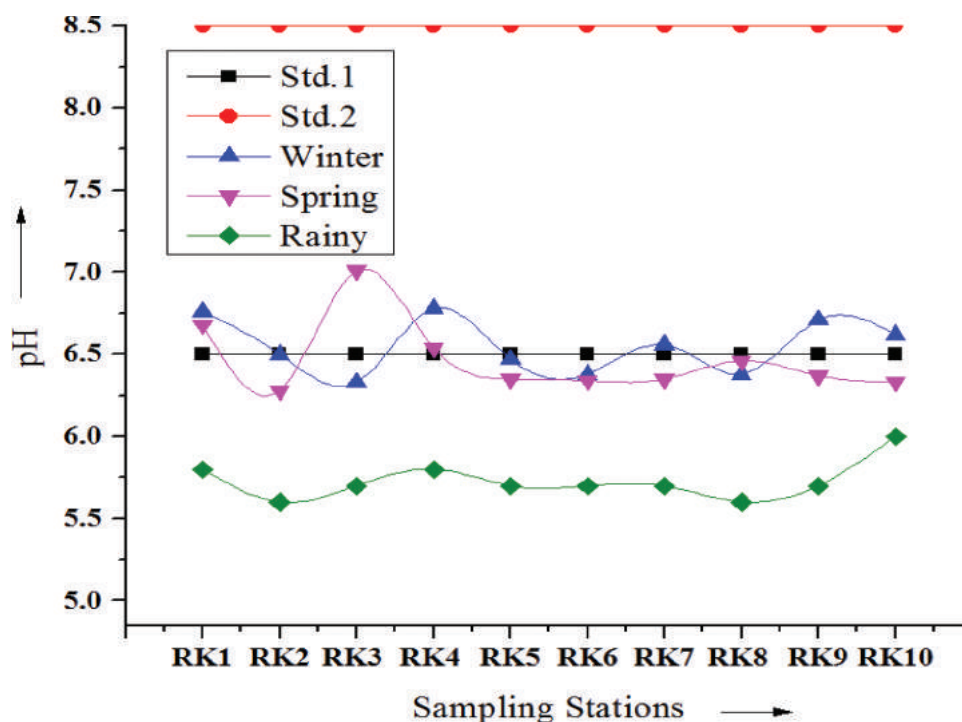 8.5
8.0
7.5
7.0
6.5
6.0
5.5
5.0
pH
Std.1
Std.2
Winter
Spring
Rainy
RK1 RK2 RK3 RK4 RK5 RK6 RK7 RK8 RK9 RK10
Sampling Stations